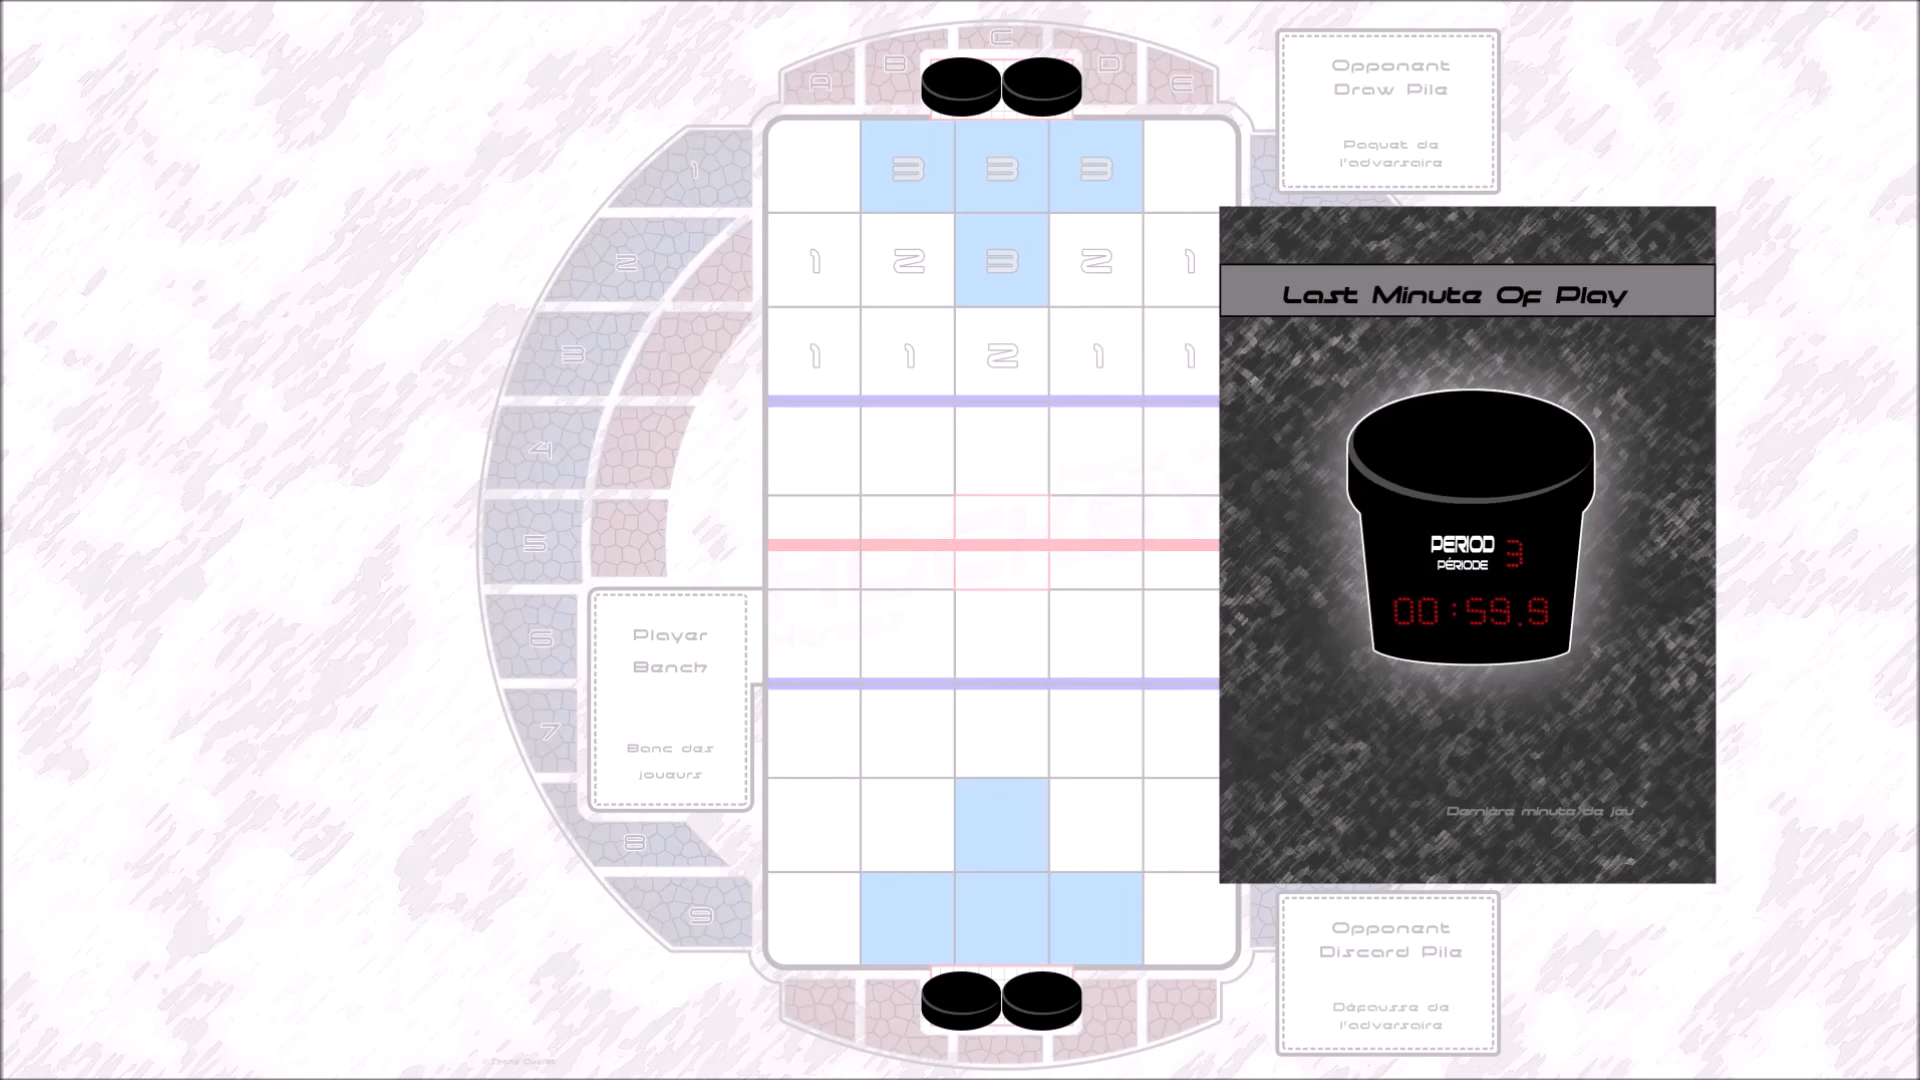 C
B
D
A
E
Opponent
Draw Pile
Paquet de
l'adversaire
1
3 3 3
2
1 2 3 2 1
Last Minute Of Play
3
1 1 2 1 1
4
5
PERIOD 3
PÉRIODE
00:59.9
6
Player
Bench
7
Banc des
joueurs
Dernière minute de jeu
8
9
Opponent
Discard Pile
Défausse de
l'adversaire